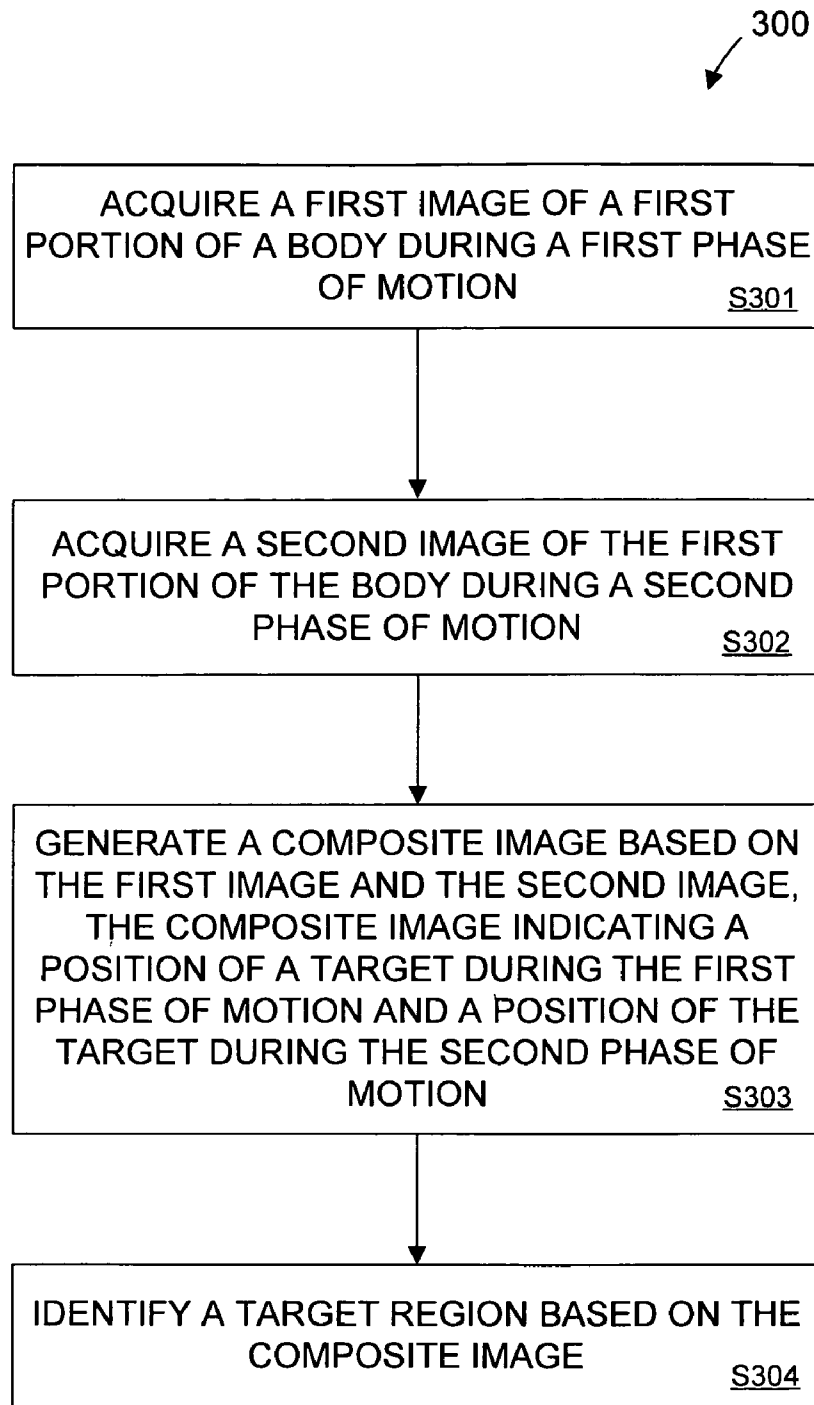 300
ACQUIRE A FIRST IMAGE OF A FIRST
PORTION OF A BODY DURING A FIRST PHASE
OF MOTION
S301
ACQUIRE A SECOND IMAGE OF THE FIRST
PORTION OF THE BODY DURING A SECOND
PHASE OF MOTION
S302
GENERATE A COMPOSITE IMAGE BASED ON
THE FIRST IMAGE AND THE SECOND IMAGE,
THE COMPOSITE IMAGE INDICATING A
POSITION OF A TARGET DURING THE FIRST
PHASE OF MOTION AND A POSITION OF THE
TARGET DURING THE SECOND PHASE OF
MOTION
S303
IDENTIFY A TARGET REGION BASED ON THE
COMPOSITE IMAGE
S304